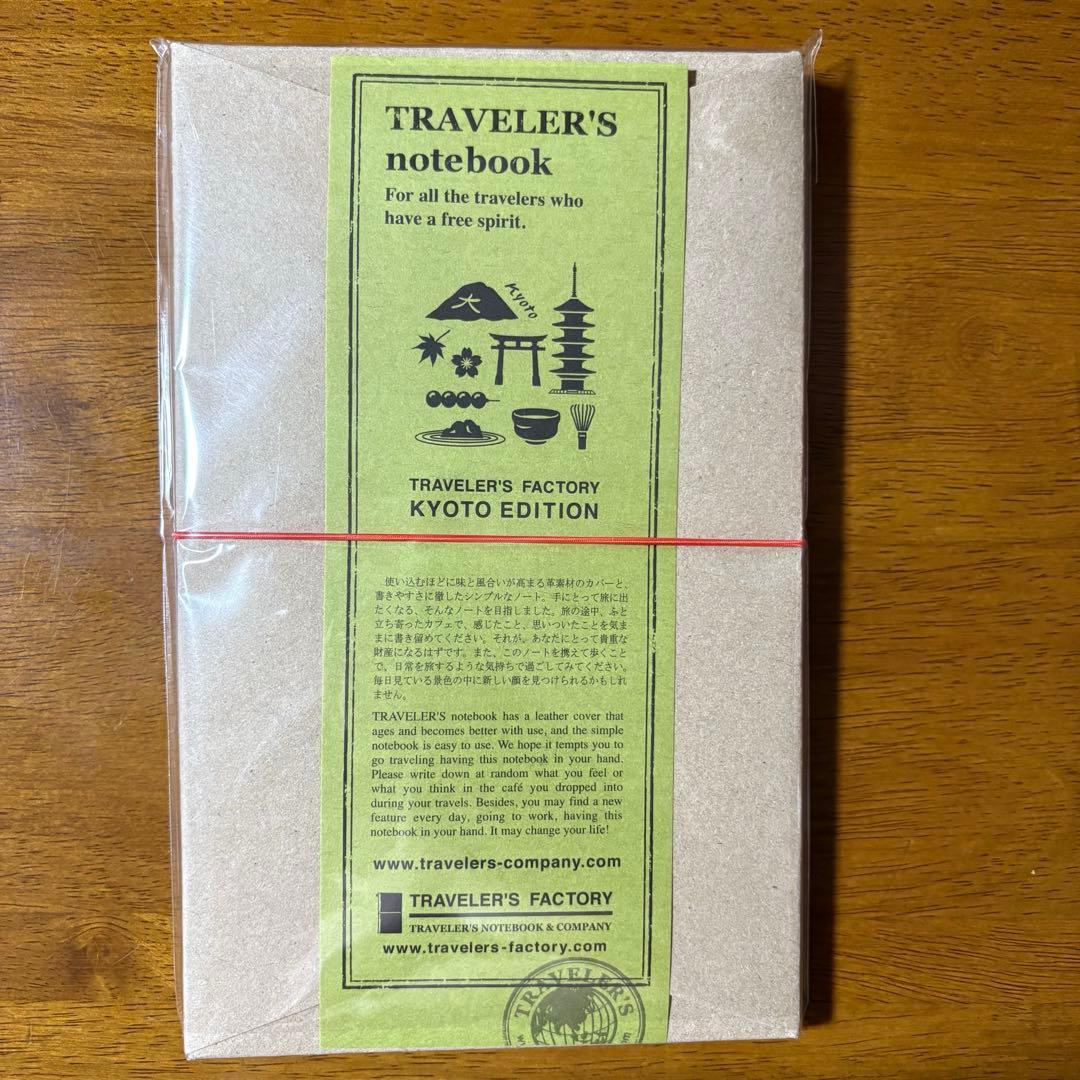 TRAVELER'S
notebook
For all the travelers who
have a free spirit.
Kyoto
大
TRAVELER'S FACTORY
KYOTO EDITION
使い込むほどに味と風合いが高まる革素材のカバーと、
書きやすさに徹したシンプルなノート。手にとって旅に出
たくなる、そんなノートを目指しました。旅の途中、ふと
立ち寄ったカフェで、感じたこと、思いついたことを気ま
まに書き留めてください。それが、あなたにとって貴重な
財産になるはずです。また、このノートを携えて歩くこと
で、日常を旅するような気持ちで過ごしてみてください。
毎日見ている景色の中に新しい顔を見つけられるかもしれ
ません。
TRAVELER'S notebook has a leather cover that
ages and becomes better with use, and the simple
notebook is easy to use. We hope it tempts you to
go traveling having this notebook in your hand.
Please write down at random what you feel or
what you think in the café you dropped into
during your travels. Besides, you may find a new
feature every day, going to work, having this
notebook in your hand. It may change your life!
www.travelers-company.com
TRAVELER'S FACTORY
TRAVELER'S NOTEBOOK & COMPANY
www.travelers-factory.com
TRAVELER'S